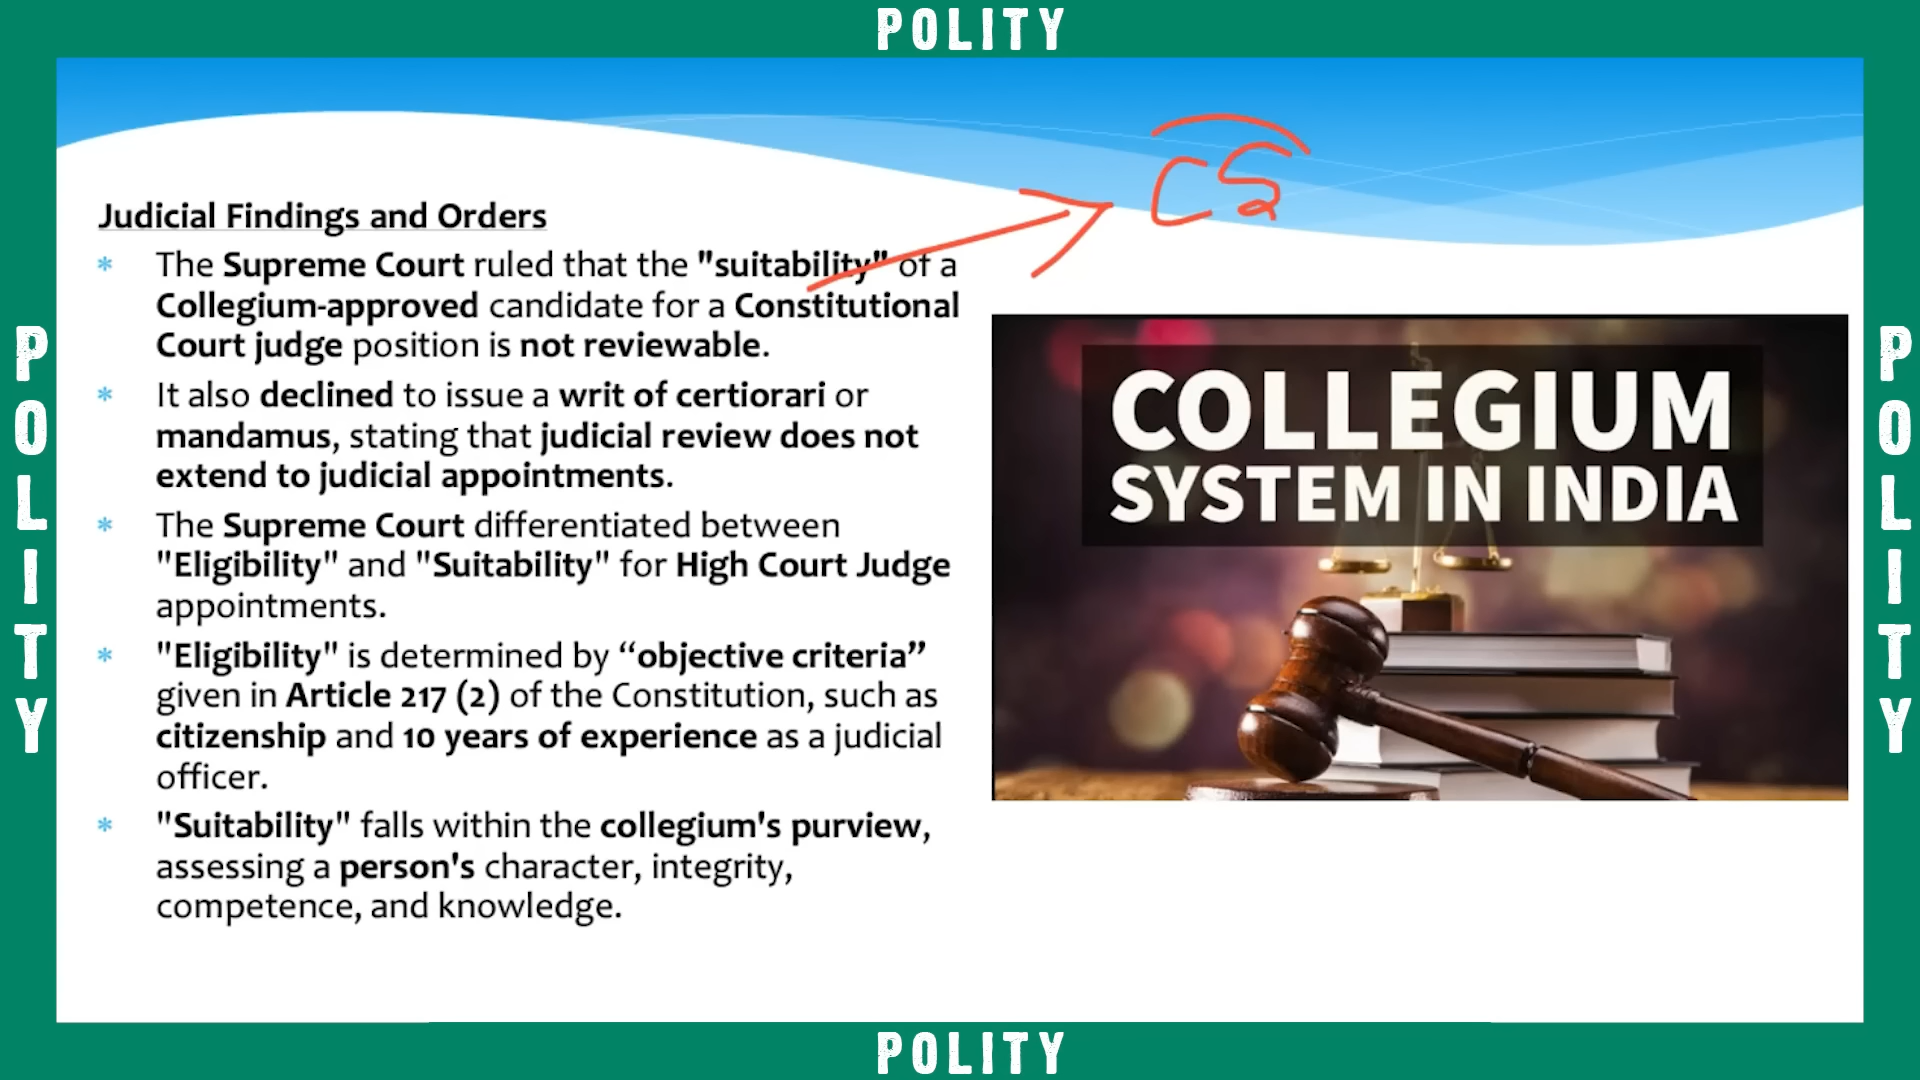 POLITY
CS
Judicial Findings and Orders
* The Supreme Court ruled that the "suitability" of a
Collegium-approved candidate for a Constitutional
Court judge position is not reviewable.
* It also declined to issue a writ of certiorari or
mandamus, stating that judicial review does not
extend to judicial appointments.
* The Supreme Court differentiated between
"Eligibility" and "Suitability" for High Court Judge
appointments.
* "Eligibility" is determined by “objective criteria”
given in Article 217 (2) of the Constitution, such as
citizenship and 10 years of experience as a judicial
officer.
* "Suitability" falls within the collegium's purview,
assessing a person's character, integrity,
competence, and knowledge.
COLLEGIUM
SYSTEM IN INDIA
POLITY
POLITY
POLITY